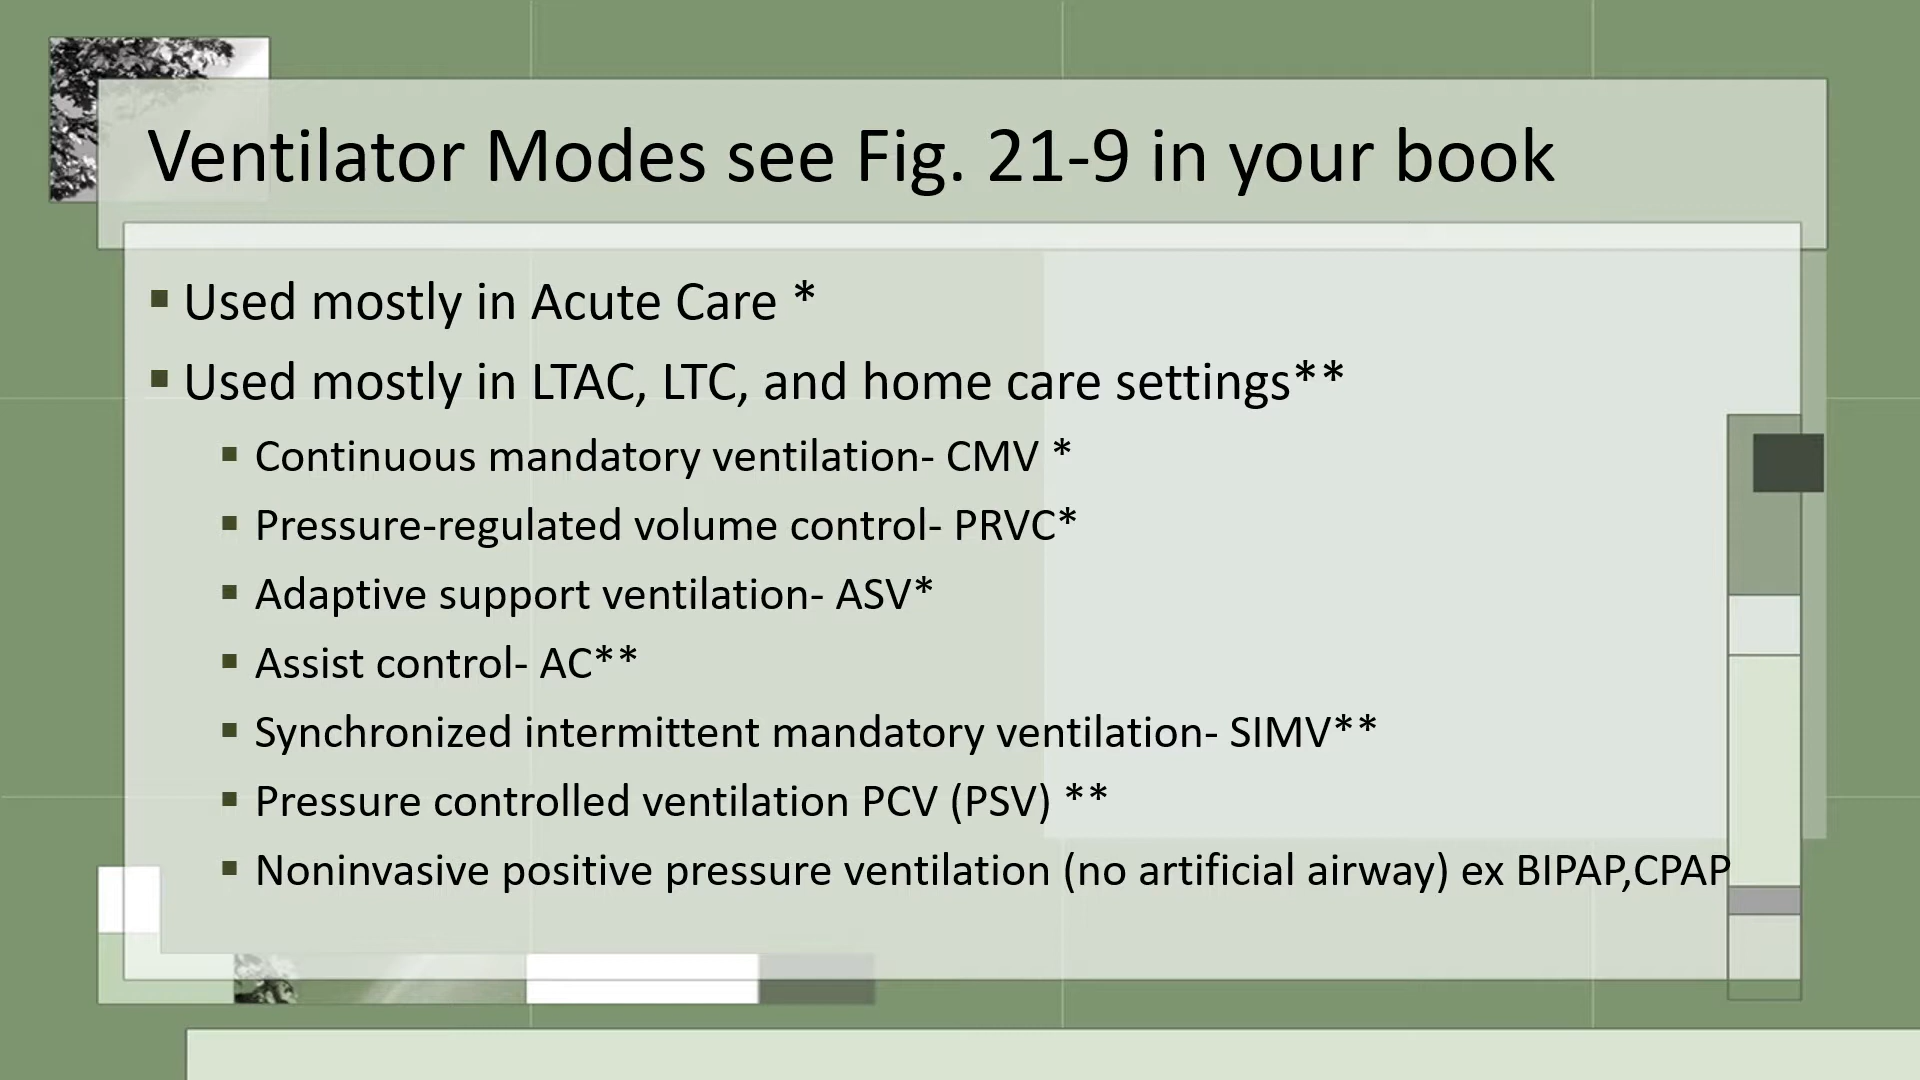 Ventilator Modes see Fig. 21-9 in your book
▪ Used mostly in Acute Care *
▪ Used mostly in LTAC, LTC, and home care settings**
▪ Continuous mandatory ventilation- CMV *
▪ Pressure-regulated volume control- PRVC*
▪ Adaptive support ventilation- ASV*
▪ Assist control- AC**
▪ Synchronized intermittent mandatory ventilation- SIMV**
▪ Pressure controlled ventilation PCV (PSV) **
▪ Noninvasive positive pressure ventilation (no artificial airway) ex BIPAP,CPAP